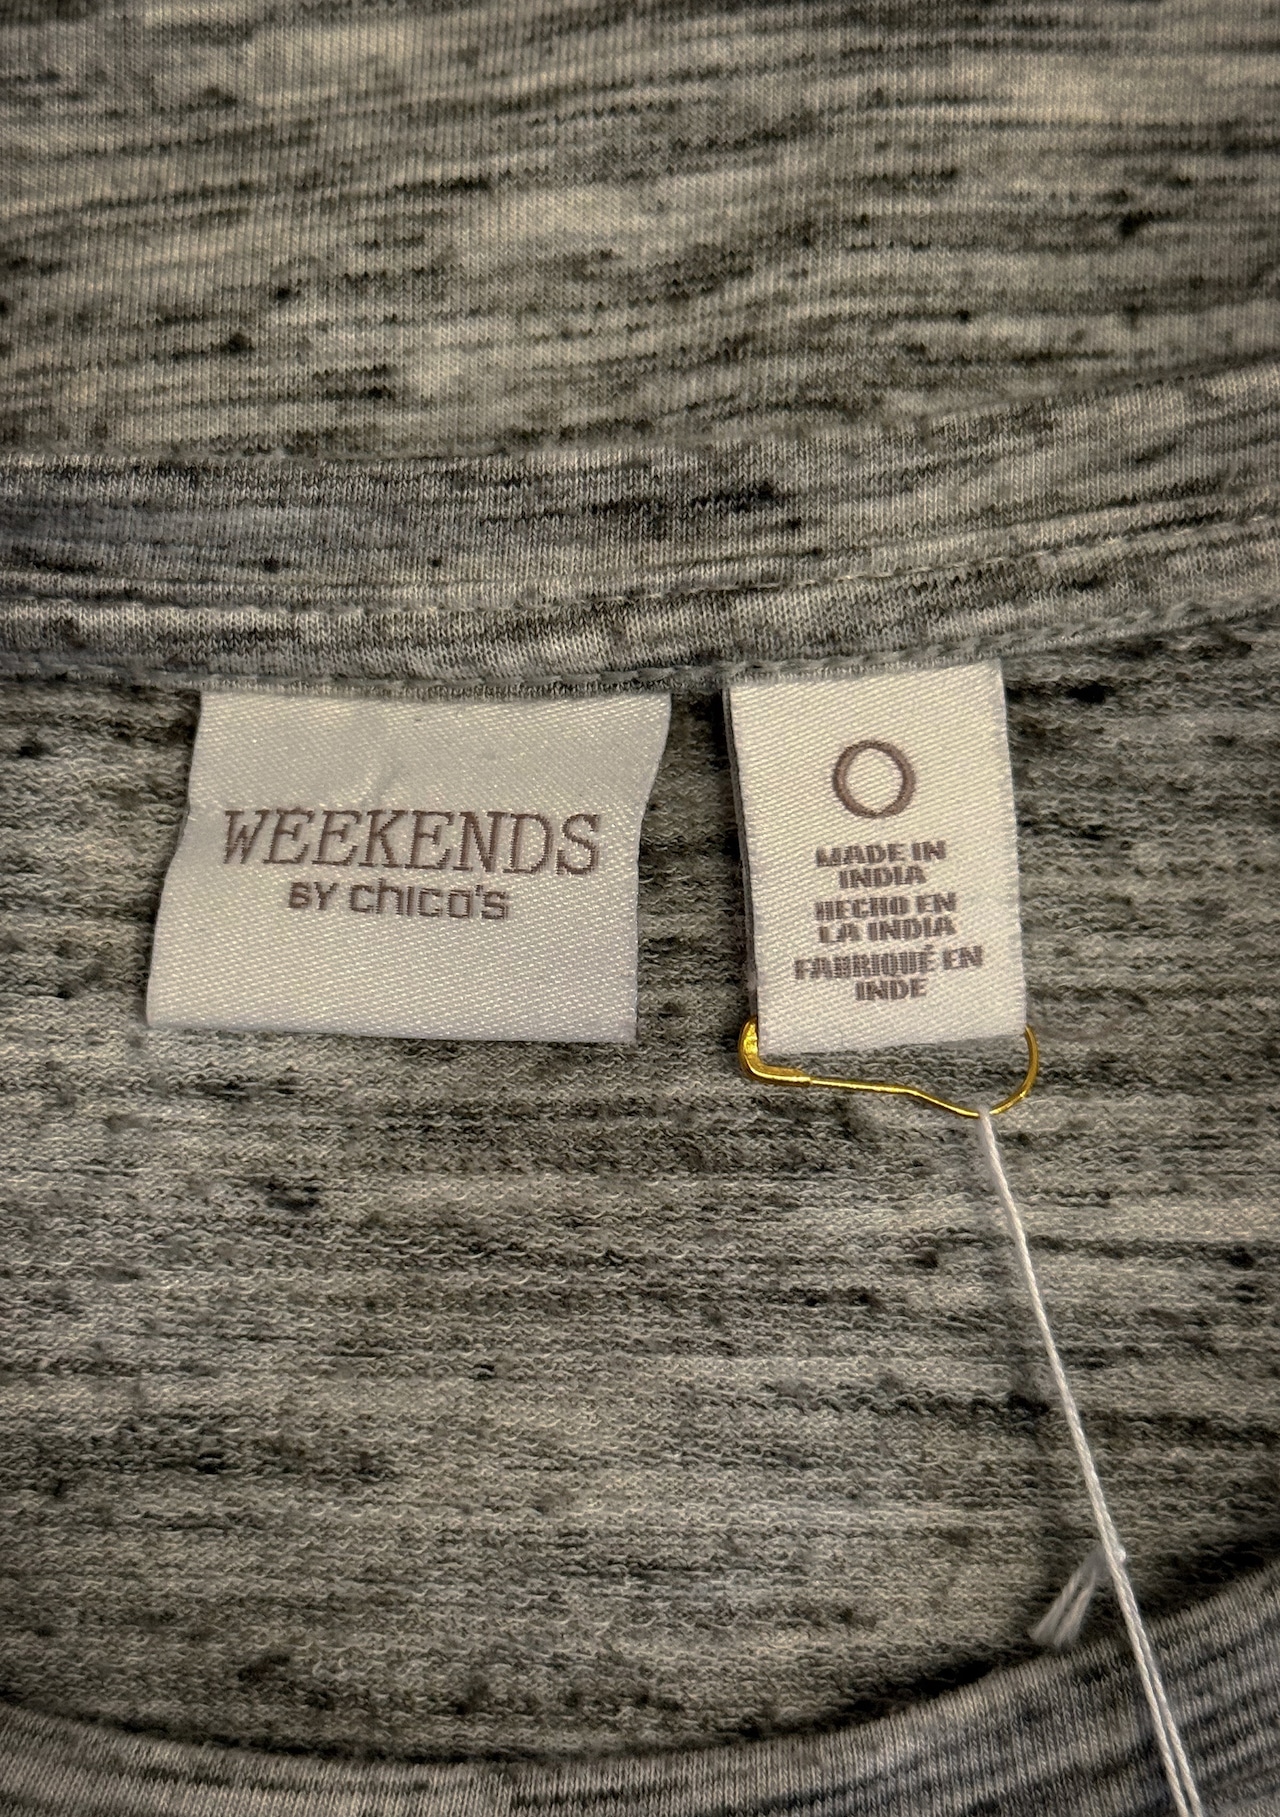 WEEKENDS
BY chico's
0
MADE IN
INDIA
HECHO EN
LA INDIA
FABRIQUÉ EN
INDE